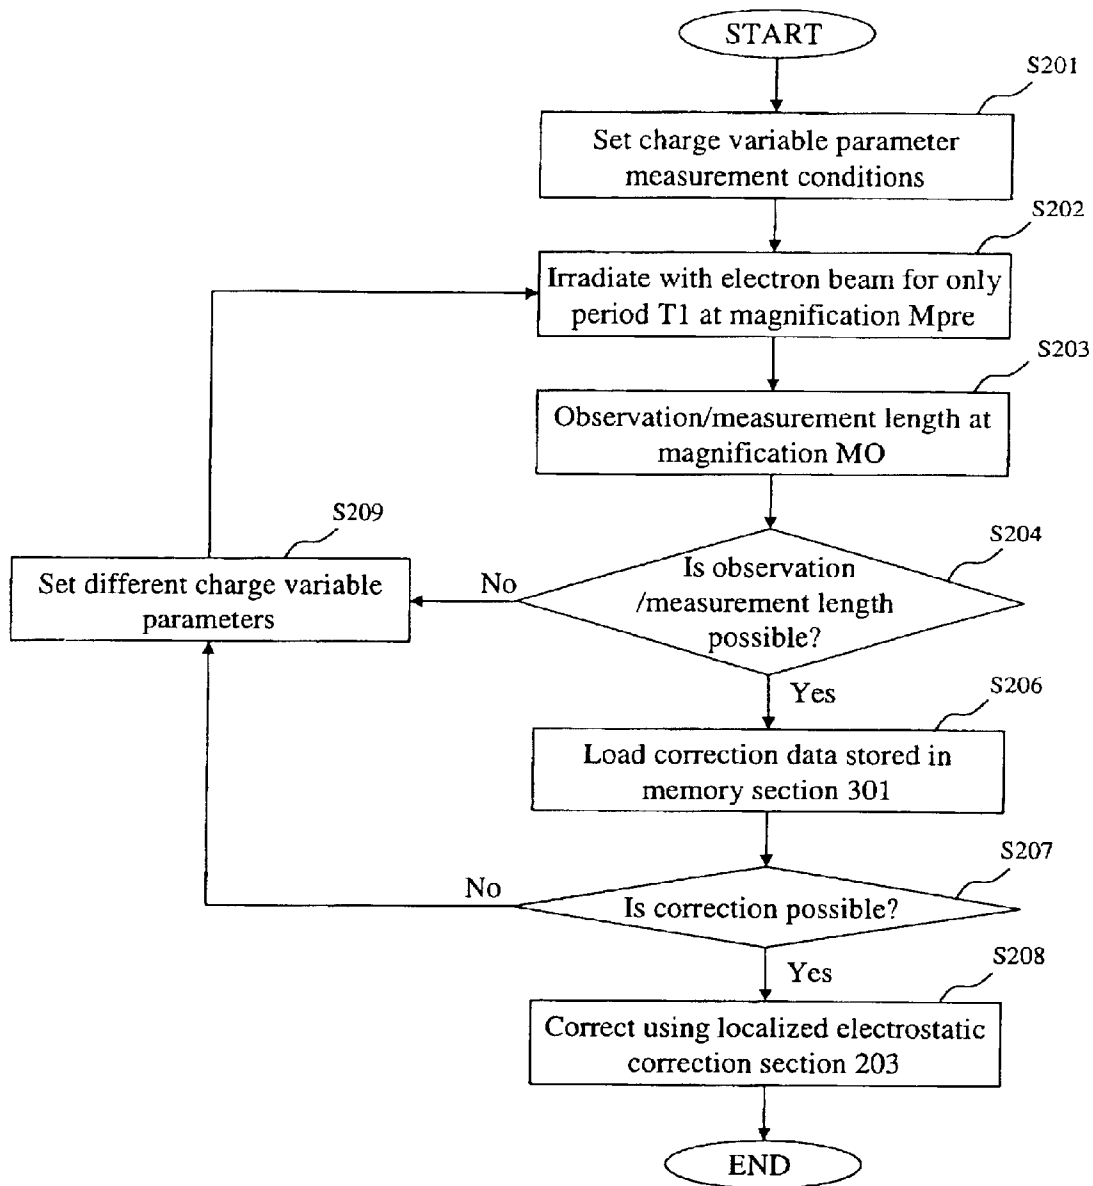 START
S201
Set charge variable parameter
measurement conditions
S202
Irradiate with electron beam for only
period T1 at magnification Mpre
S203
Observation/measurement length at
magnification MO
S204
Is observation
/measurement length
possible?
No
S209
Set different charge variable
parameters
Yes
S206
Load correction data stored in
memory section 301
S207
Is correction possible?
No
Yes
S208
Correct using localized electrostatic
correction section 203
END